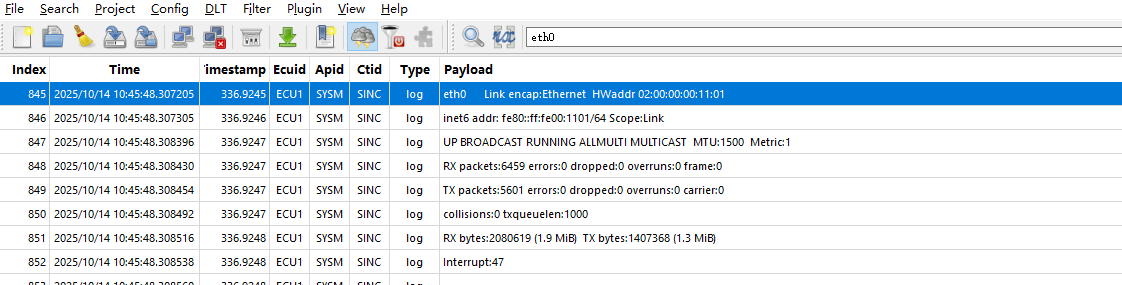 File Search Project Config DLT Filter Plugin View Help
eth0
Index Time Timestamp Ecuid Apid Ctid Type Payload
845 2025/10/14 10:45:48.307205 336.9245 ECU1 SYSM SINC log eth0 Link encap:Ethernet HWaddr 02:00:00:00:11:01
846 2025/10/14 10:45:48.307305 336.9246 ECU1 SYSM SINC log inet6 addr: fe80::ff:fe00:1101/64 Scope:Link
847 2025/10/14 10:45:48.308396 336.9247 ECU1 SYSM SINC log UP BROADCAST RUNNING ALLMULTI MULTICAST MTU:1500 Metric:1
848 2025/10/14 10:45:48.308430 336.9247 ECU1 SYSM SINC log RX packets:6459 errors:0 dropped:0 overruns:0 frame:0
849 2025/10/14 10:45:48.308454 336.9247 ECU1 SYSM SINC log TX packets:5601 errors:0 dropped:0 overruns:0 carrier:0
850 2025/10/14 10:45:48.308492 336.9247 ECU1 SYSM SINC log collisions:0 txqueuelen:1000
851 2025/10/14 10:45:48.308516 336.9248 ECU1 SYSM SINC log RX bytes:2080619 (1.9 MiB) TX bytes:1407368 (1.3 MiB)
852 2025/10/14 10:45:48.308538 336.9248 ECU1 SYSM SINC log Interrupt:47